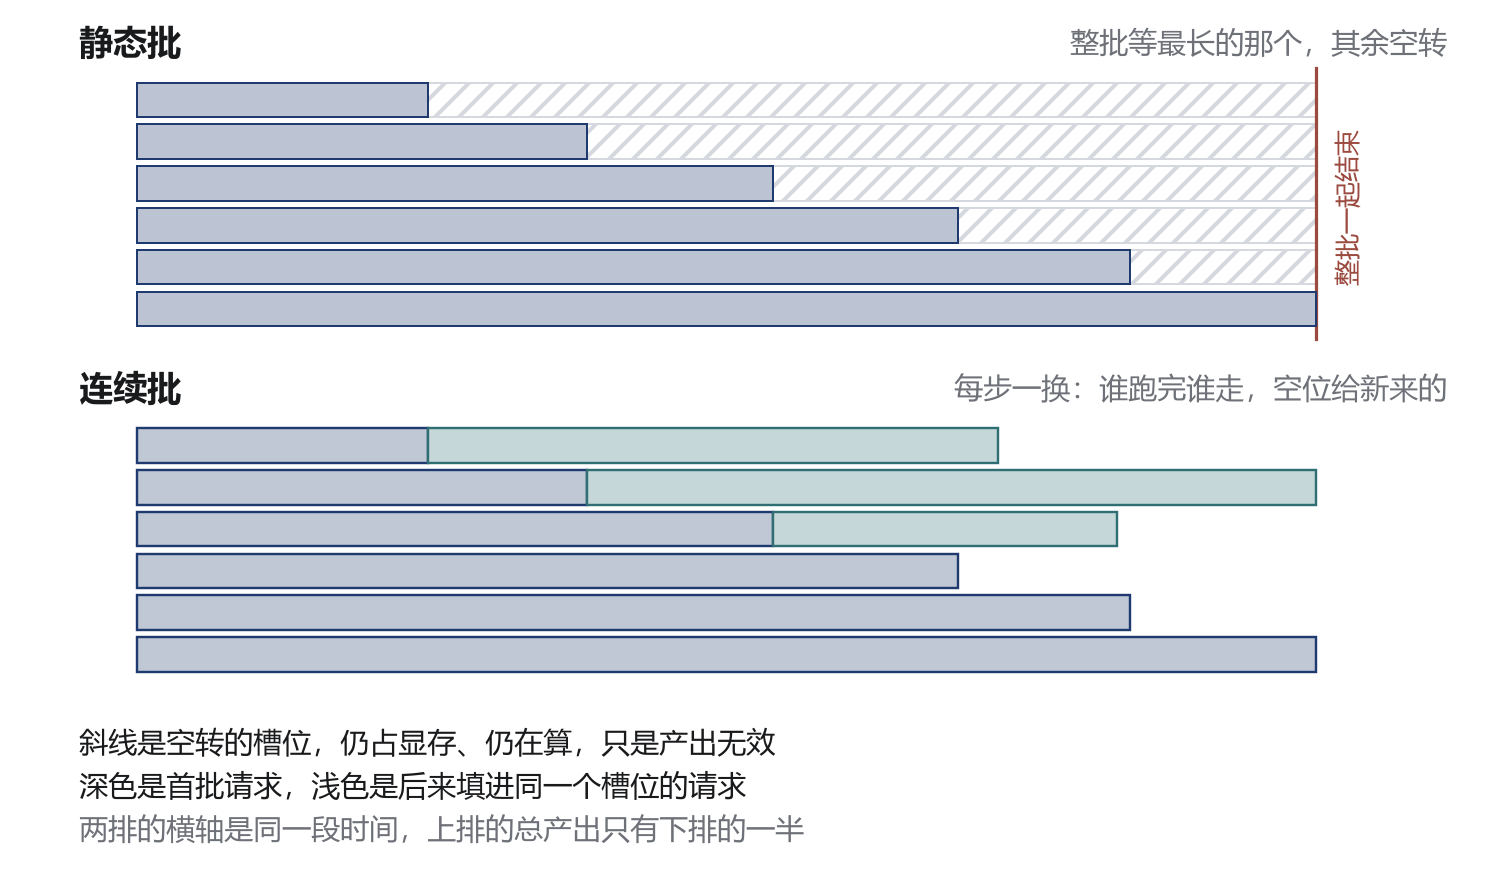 静态批
整批等最长的那个，其余空转
整批一起结束
连续批
每步一换：谁跑完谁走，空位给新来的
斜线是空转的槽位，仍占显存、仍在算，只是产出无效
深色是首批请求，浅色是后来填进同一个槽位的请求
两排的横轴是同一段时间，上排的总产出只有下排的一半